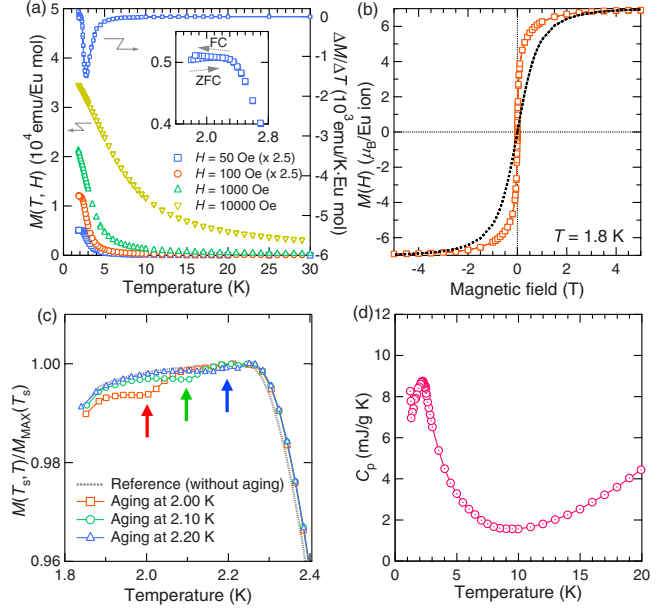 (a)
5
4
3
2
1
0
M(T, H) (10⁴ emu/Eu mol)
0
-1
-2
-3
-4
-5
-6
ΔM/ΔT (10³ emu/K·Eu mol)
FC
ZFC
0.5
0.4
2.0
2.4
H = 50 Oe (x 2.5)
H = 100 Oe (x 2.5)
H = 1000 Oe
H = 10000 Oe
0 5 10 15 20 25 30
Temperature (K)
(b)
6
4
2
0
-2
-4
-6
M(H) (μB/Eu ion)
T = 1.8 K
-4 -2 0 2 4
Magnetic field (T)
(c)
1.00
0.98
0.96
M(Ts, T)/MMAX(Ts)
Reference (without aging)
Aging at 2.00 K
Aging at 2.10 K
Aging at 2.20 K
1.8 2.0 2.2 2.4
Temperature (K)
(d)
12
10
8
6
4
2
0
Cp (mJ/g K)
0 5 10 15 20
Temperature (K)